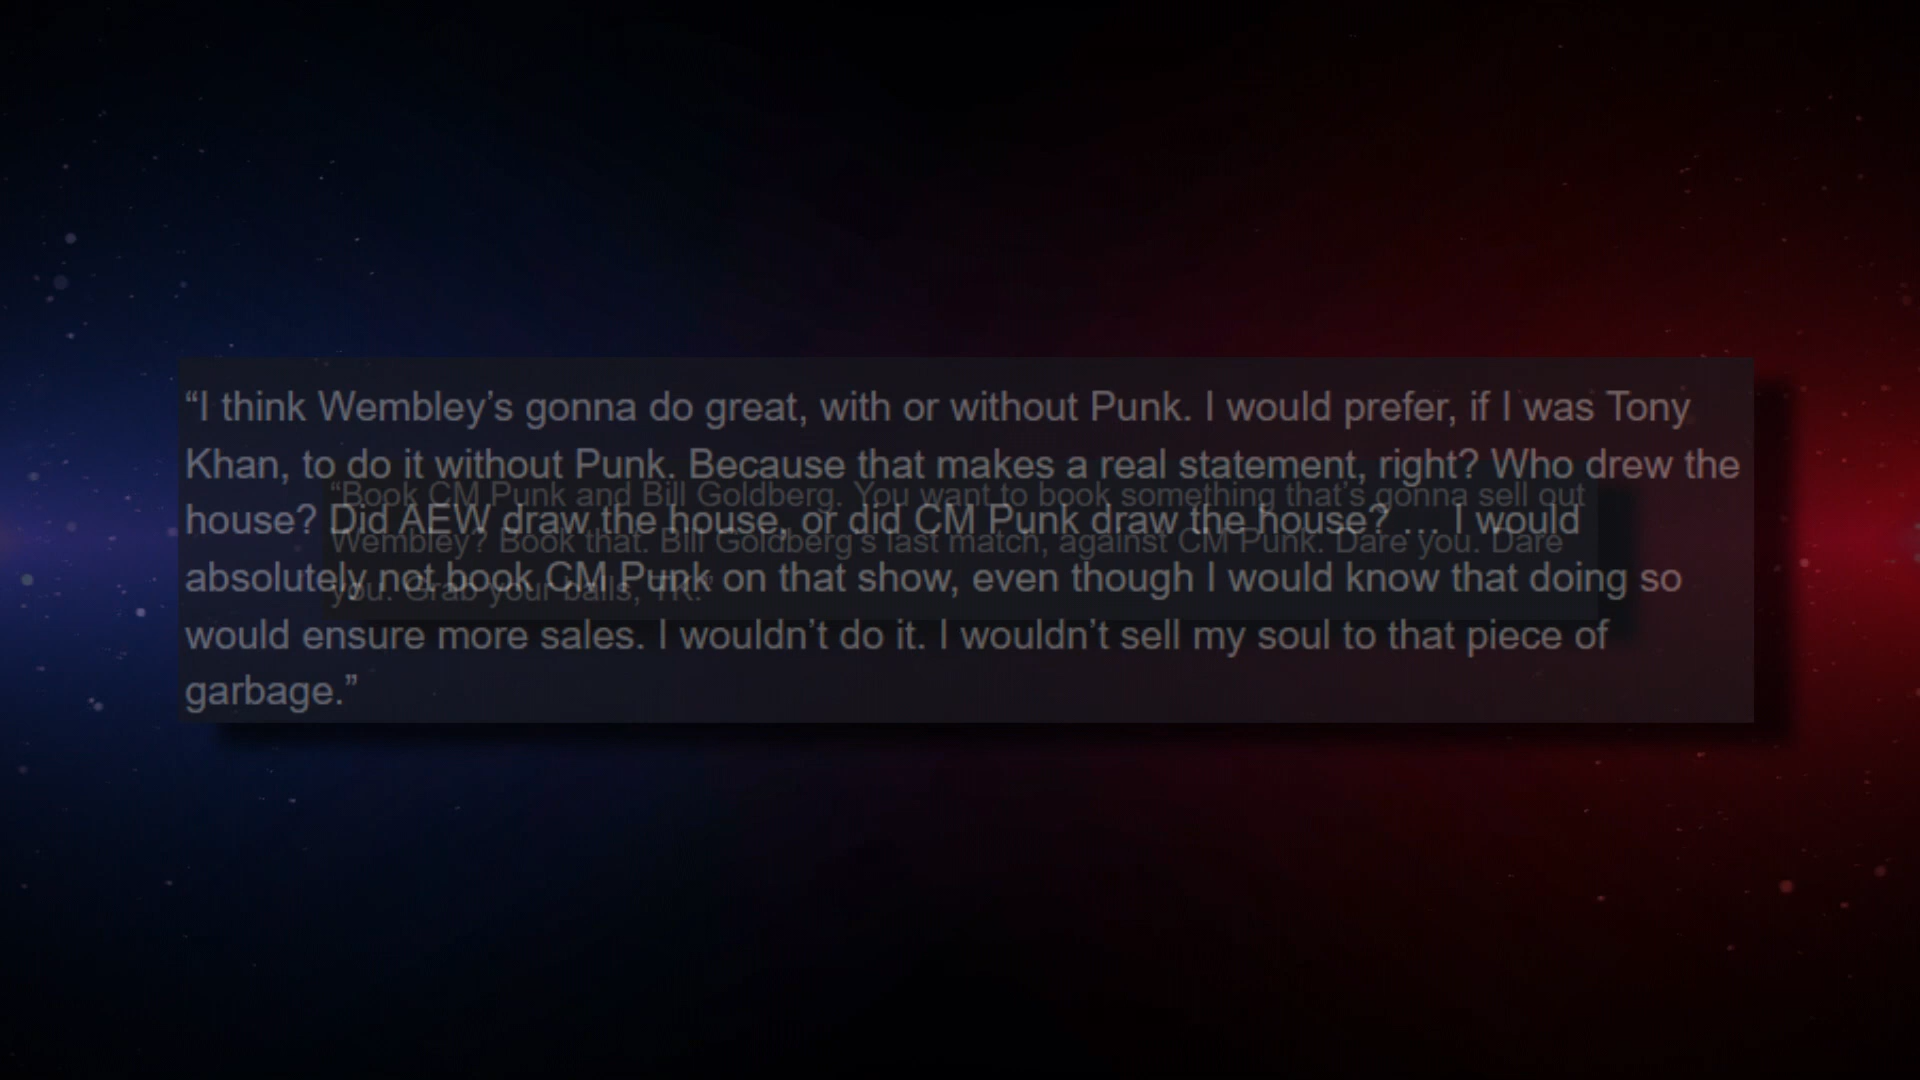 “I think Wembley’s gonna do great, with or without Punk. I would prefer, if I was Tony
Khan, to do it without Punk. Because that makes a real statement, right? Who drew the
house? Did AEW draw the house, or did CM Punk draw the house? … I would
absolutely not book CM Punk on that show, even though I would know that doing so
would ensure more sales. I wouldn’t do it. I wouldn’t sell my soul to that piece of
garbage.”
“Book CM Punk and Bill Goldberg. You want to book something that’s gonna sell out
Wembley? Book that. Bill Goldberg’s last match, against CM Punk. Dare you. Dare
you. Grab your balls, TK.”